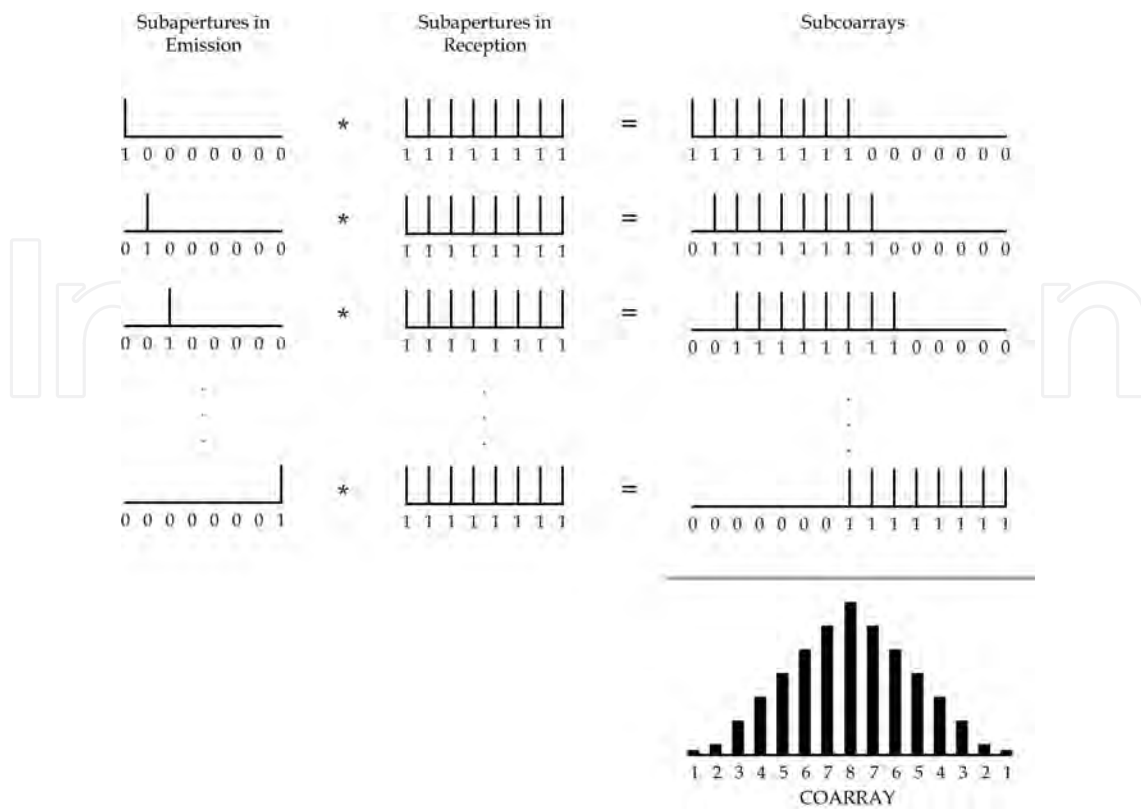 Subapertures in
Emission
Subapertures in
Reception
Subcoarrays
1 0 0 0 0 0 0 0
*
1 1 1 1 1 1 1 1
=
1 1 1 1 1 1 1 1 0 0 0 0 0 0 0
0 1 0 0 0 0 0 0
*
1 1 1 1 1 1 1 1
=
0 1 1 1 1 1 1 1 1 0 0 0 0 0 0
0 0 1 0 0 0 0 0
*
1 1 1 1 1 1 1 1
=
0 0 1 1 1 1 1 1 1 1 0 0 0 0 0
0 0 0 0 0 0 0 1
*
1 1 1 1 1 1 1 1
=
0 0 0 0 0 0 0 1 1 1 1 1 1 1 1
1 2 3 4 5 6 7 8 7 6 5 4 3 2 1
COARRAY